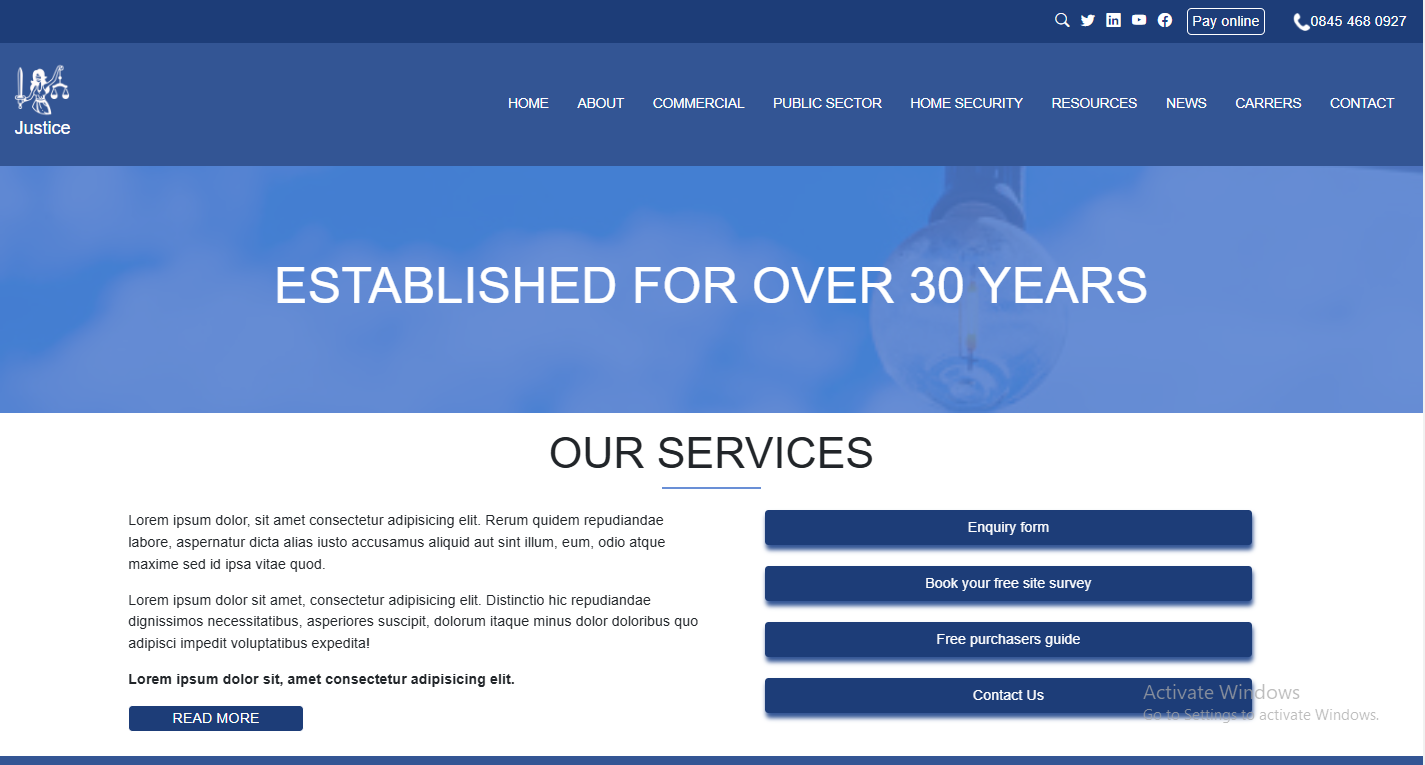 Pay online
0845 468 0927
Justice
HOME ABOUT COMMERCIAL PUBLIC SECTOR HOME SECURITY RESOURCES NEWS CARRERS CONTACT
ESTABLISHED FOR OVER 30 YEARS
OUR SERVICES
Lorem ipsum dolor, sit amet consectetur adipisicing elit. Rerum quidem repudiandae
labore, aspernatur dicta alias iusto accusamus aliquid aut sint illum, eum, odio atque
maxime sed id ipsa vitae quod.
Lorem ipsum dolor sit amet, consectetur adipisicing elit. Distinctio hic repudiandae
dignissimos necessitatibus, asperiores suscipit, dolorum itaque minus dolor doloribus quo
adipisci impedit voluptatibus expedita!
Lorem ipsum dolor sit, amet consectetur adipisicing elit.
READ MORE
Enquiry form
Book your free site survey
Free purchasers guide
Contact Us
Activate Windows
Go to Settings to activate Windows.